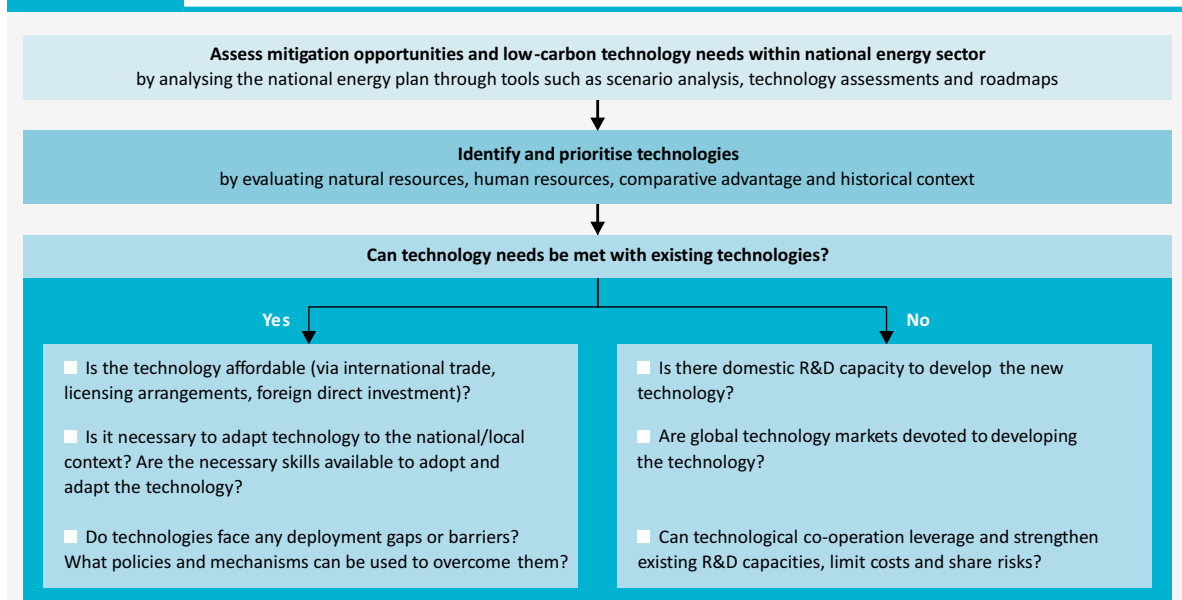 Assess mitigation opportunities and low-carbon technology needs within national energy sector
by analysing the national energy plan through tools such as scenario analysis, technology assessments and roadmaps
Identify and prioritise technologies
by evaluating natural resources, human resources, comparative advantage and historical context
Can technology needs be met with existing technologies?
Yes
No
Is the technology affordable (via international trade,
licensing arrangements, foreign direct investment)?
Is it necessary to adapt technology to the national/local
context? Are the necessary skills available to adopt and
adapt the technology?
Do technologies face any deployment gaps or barriers?
What policies and mechanisms can be used to overcome them?
Is there domestic R&D capacity to develop the new
technology?
Are global technology markets devoted to developing
the technology?
Can technological co-operation leverage and strengthen
existing R&D capacities, limit costs and share risks?